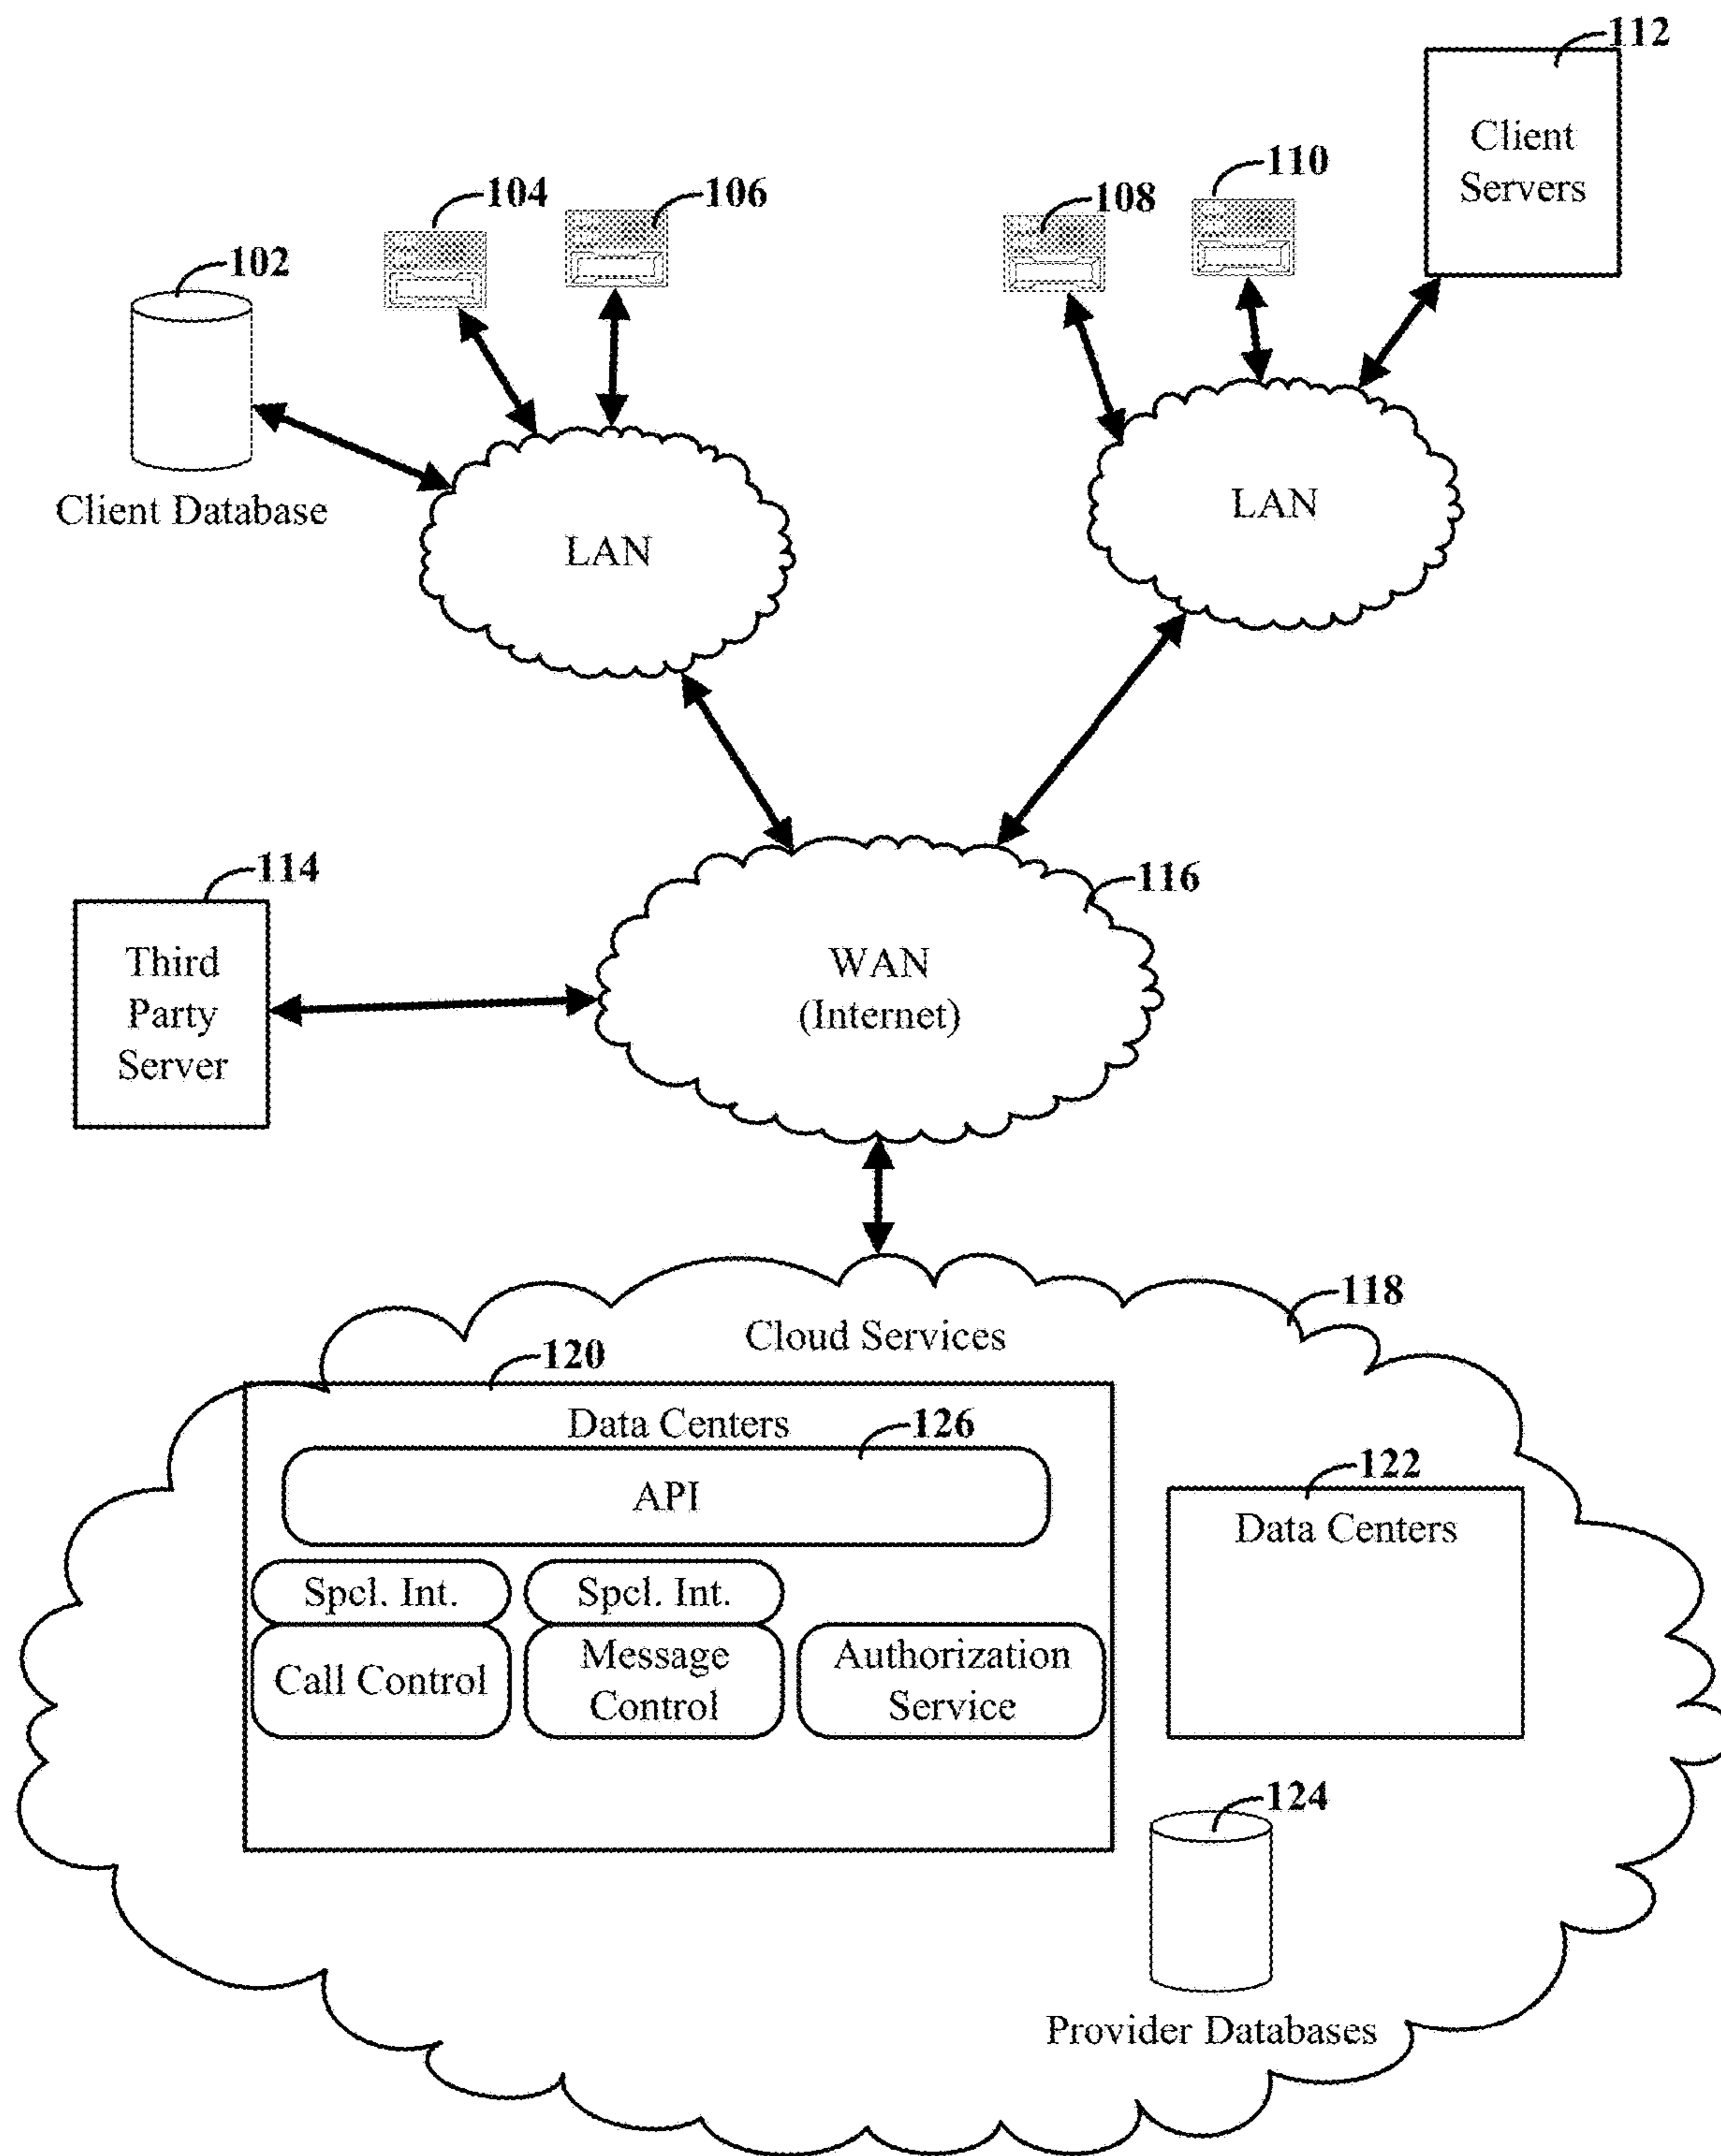 112
Client
Servers
110
104
106
108
102
Client Database
LAN
LAN
114
116
Third
Party
Server
WAN
(Internet)
118
Cloud Services
120
Data Centers
126
API
122
Data Centers
Spcl. Int.
Spcl. Int.
Call Control
Message
Control
Authorization
Service
124
Provider Databases